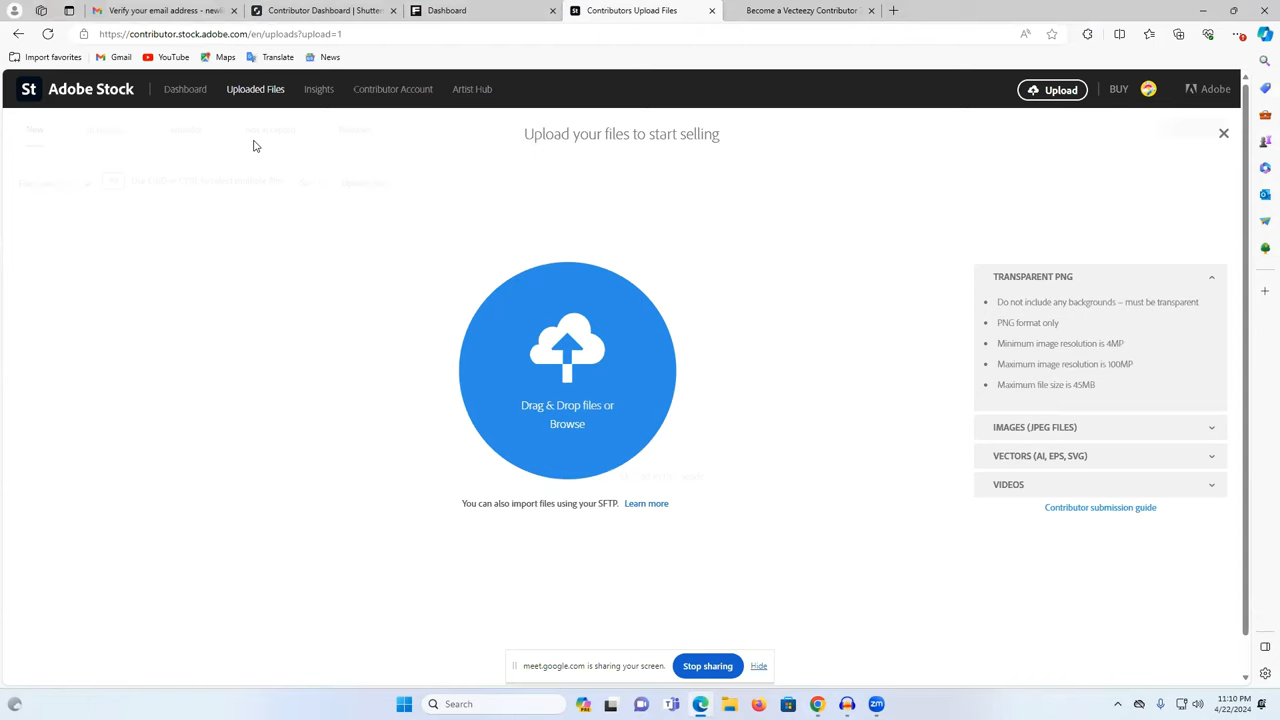 Verify your email address - newf
Contributor Dashboard | Shutter
Dashboard
Contributors Upload Files
Become a Vecteezy Contributor
https://contributor.stock.adobe.com/en/uploads?upload=1
Import favorites
Gmail
YouTube
Maps
Translate
News
St
Adobe Stock
Dashboard
Uploaded Files
Insights
Contributor Account
Artist Hub
Upload
BUY
Adobe
New
Upload your files to start selling
TRANSPARENT PNG
• Do not include any backgrounds – must be transparent
• PNG format only
• Minimum image resolution is 4MP
• Maximum image resolution is 100MP
• Maximum file size is 45MB
Drag & Drop files or
Browse
IMAGES (JPEG FILES)
VECTORS (AI, EPS, SVG)
VIDEOS
You can also import files using your SFTP. Learn more
Contributor submission guide
meet.google.com is sharing your screen.
Stop sharing
Hide
Search
11:10 PM
4/22/2024